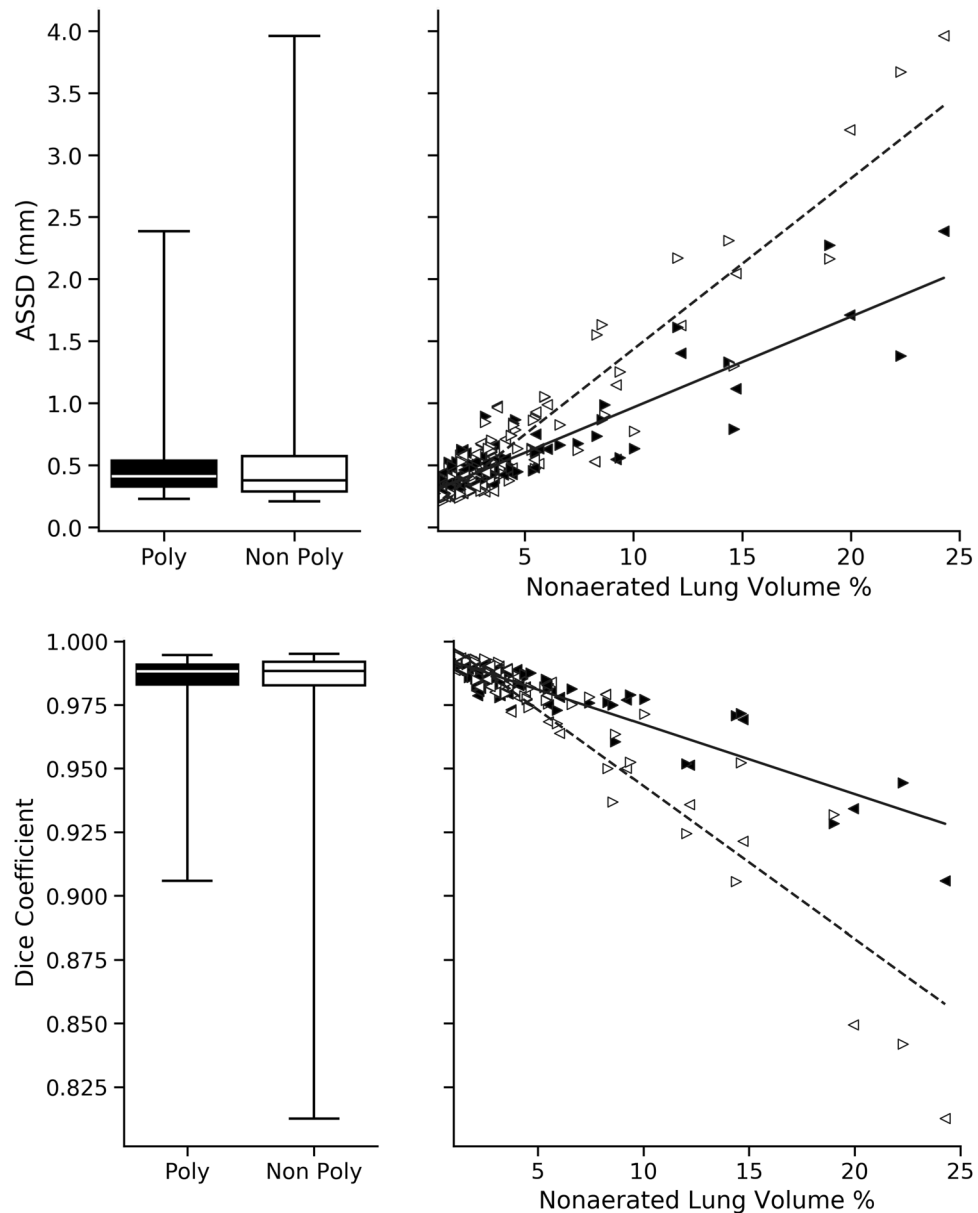 4.0
3.5
3.0
2.5
2.0
1.5
1.0
0.5
0.0
ASSD (mm)
Poly Non Poly
5 10 15 20 25
Nonaerated Lung Volume %
1.000
0.975
0.950
0.925
0.900
0.875
0.850
0.825
Dice Coefficient
Poly Non Poly
5 10 15 20 25
Nonaerated Lung Volume %